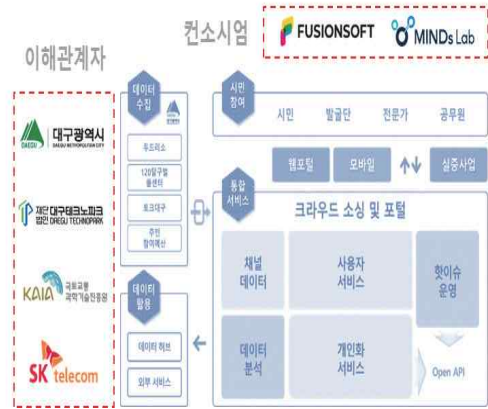 이해관계자
컨소시엄
FUSIONSOFT
MINDs Lab
대구광역시
DAEGU METROPOLITAN CITY
재단법인 대구테크노파크
DAEGU TECHNOPARK
KAIA 국토교통
과학기술진흥원
SK telecom
데이터
수집
두드리소
120달구벌
콜센터
토크대구
주민
참여예산
데이터
활용
데이터 허브
외부 서비스
시민
참여
시민
발굴단
전문가
공무원
웹포털
모바일
실증사업
통합
서비스
크라우드 소싱 및 포털
채널
데이터
사용자
서비스
핫이슈
운영
데이터
분석
개인화
서비스
Open API